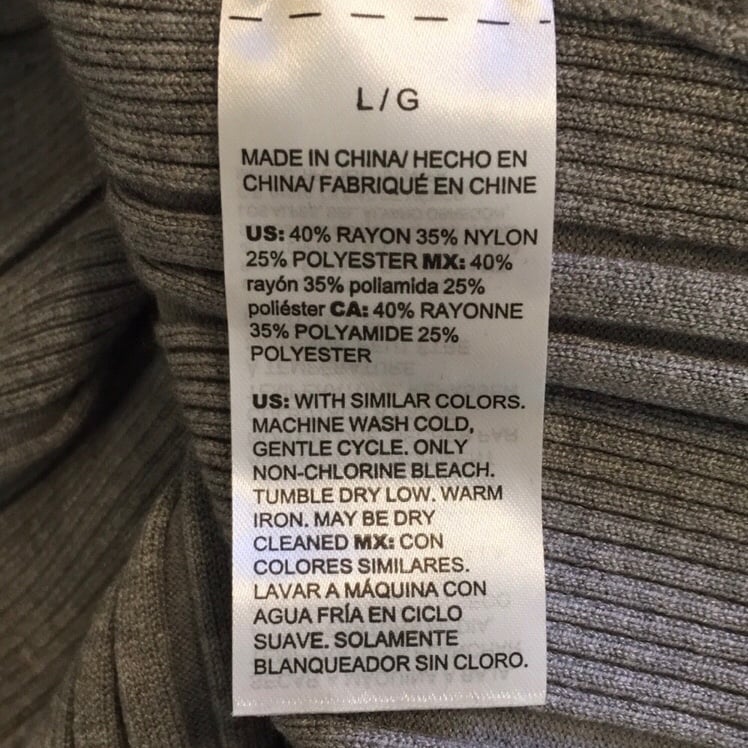 L/G
MADE IN CHINA/ HECHO EN
CHINA/ FABRIQUÉ EN CHINE
US: 40% RAYON 35% NYLON
25% POLYESTER MX: 40%
rayón 35% poliamida 25%
poliéster CA: 40% RAYONNE
35% POLYAMIDE 25%
POLYESTER
US: WITH SIMILAR COLORS.
MACHINE WASH COLD,
GENTLE CYCLE. ONLY
NON-CHLORINE BLEACH.
TUMBLE DRY LOW. WARM
IRON. MAY BE DRY
CLEANED MX: CON
COLORES SIMILARES.
LAVAR A MÁQUINA CON
AGUA FRÍA EN CICLO
SUAVE. SOLAMENTE
BLANQUEADOR SIN CLORO.